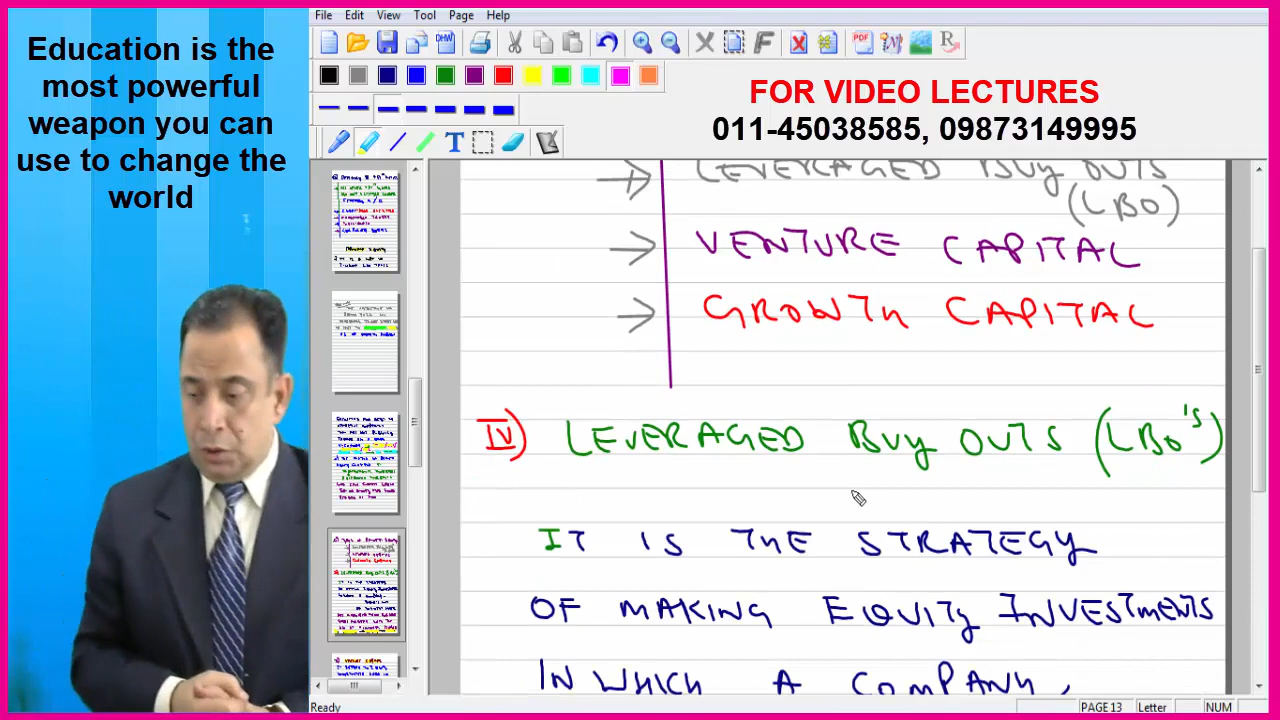 Education is the
most powerful
weapon you can
use to change the
world
File Edit View Tool Page Help
FOR VIDEO LECTURES
011-45038585, 09873149995
LEVERAGED BUY OUTS
(LBO)
VENTURE CAPITAL
GROWTH CAPITAL
IV) LEVERAGED BUY OUTS (LBO'S)
IT IS THE STRATEGY
OF MAKING EQUITY INVESTMENTS
IN WHICH A COMPANY,
Ready
PAGE 13 Letter NUM